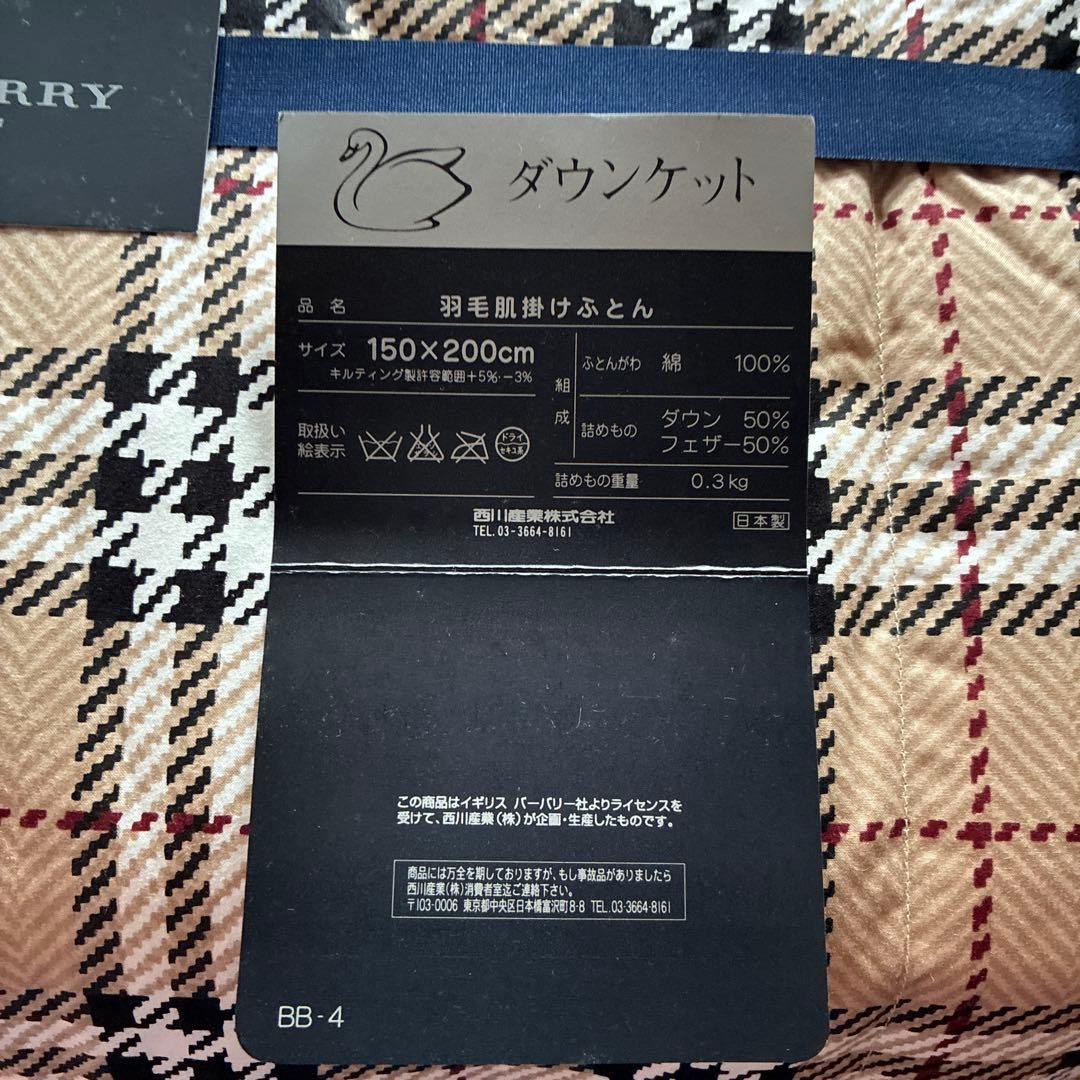 RRY
ダウンケット
品名 羽毛肌掛けふとん
サイズ 150×200cm
キルティング製許容範囲+5%・-3%
取扱い
絵表示
ドライ
セキユ系
組成
ふとんがわ 綿 100%
詰めもの ダウン 50%
フェザー50%
詰めもの重量 0.3kg
西川産業株式会社
TEL.03-3664-8161
日本製
この商品はイギリス バーバリー社よりライセンスを
受けて、西川産業(株)が企画・生産したものです。
商品には万全を期しておりますが、もし事故品がありましたら
西川産業(株)消費者室迄ご連絡下さい。
〒103-0006 東京都中央区日本橋富沢町8-8 TEL.03-3664-8161
BB-4